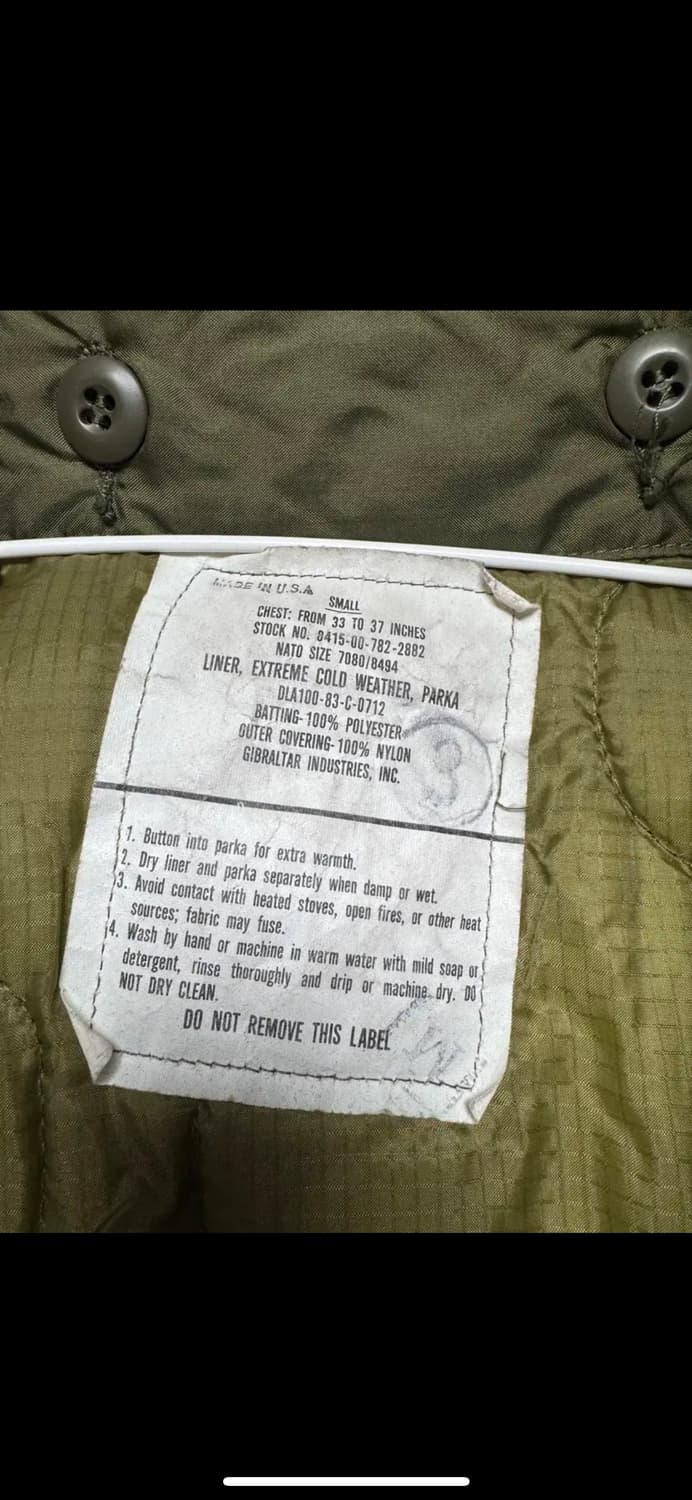 MADE IN U.S.A
SMALL
CHEST: FROM 33 TO 37 INCHES
STOCK NO. 8415-00-782-2882
NATO SIZE 7080/8494
LINER, EXTREME COLD WEATHER, PARKA
DLA100-83-C-0712
BATTING-100% POLYESTER
OUTER COVERING-100% NYLON
GIBRALTAR INDUSTRIES, INC.
1. Button into parka for extra warmth.
2. Dry liner and parka separately when damp or wet.
3. Avoid contact with heated stoves, open fires, or other heat
sources; fabric may fuse.
4. Wash by hand or machine in warm water with mild soap or
detergent, rinse thoroughly and drip or machine dry. DO
NOT DRY CLEAN.
DO NOT REMOVE THIS LABEL